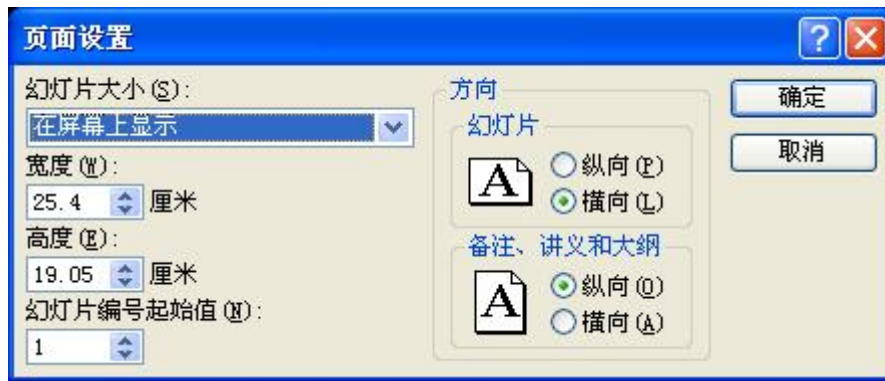 页面设置
幻灯片大小(S):
在屏幕上显示
宽度(W):
25.4 厘米
高度(E):
19.05 厘米
幻灯片编号起始值(N):
1
方向
幻灯片
A
纵向(P)
横向(L)
备注、讲义和大纲
A
纵向(O)
横向(A)
确定
取消